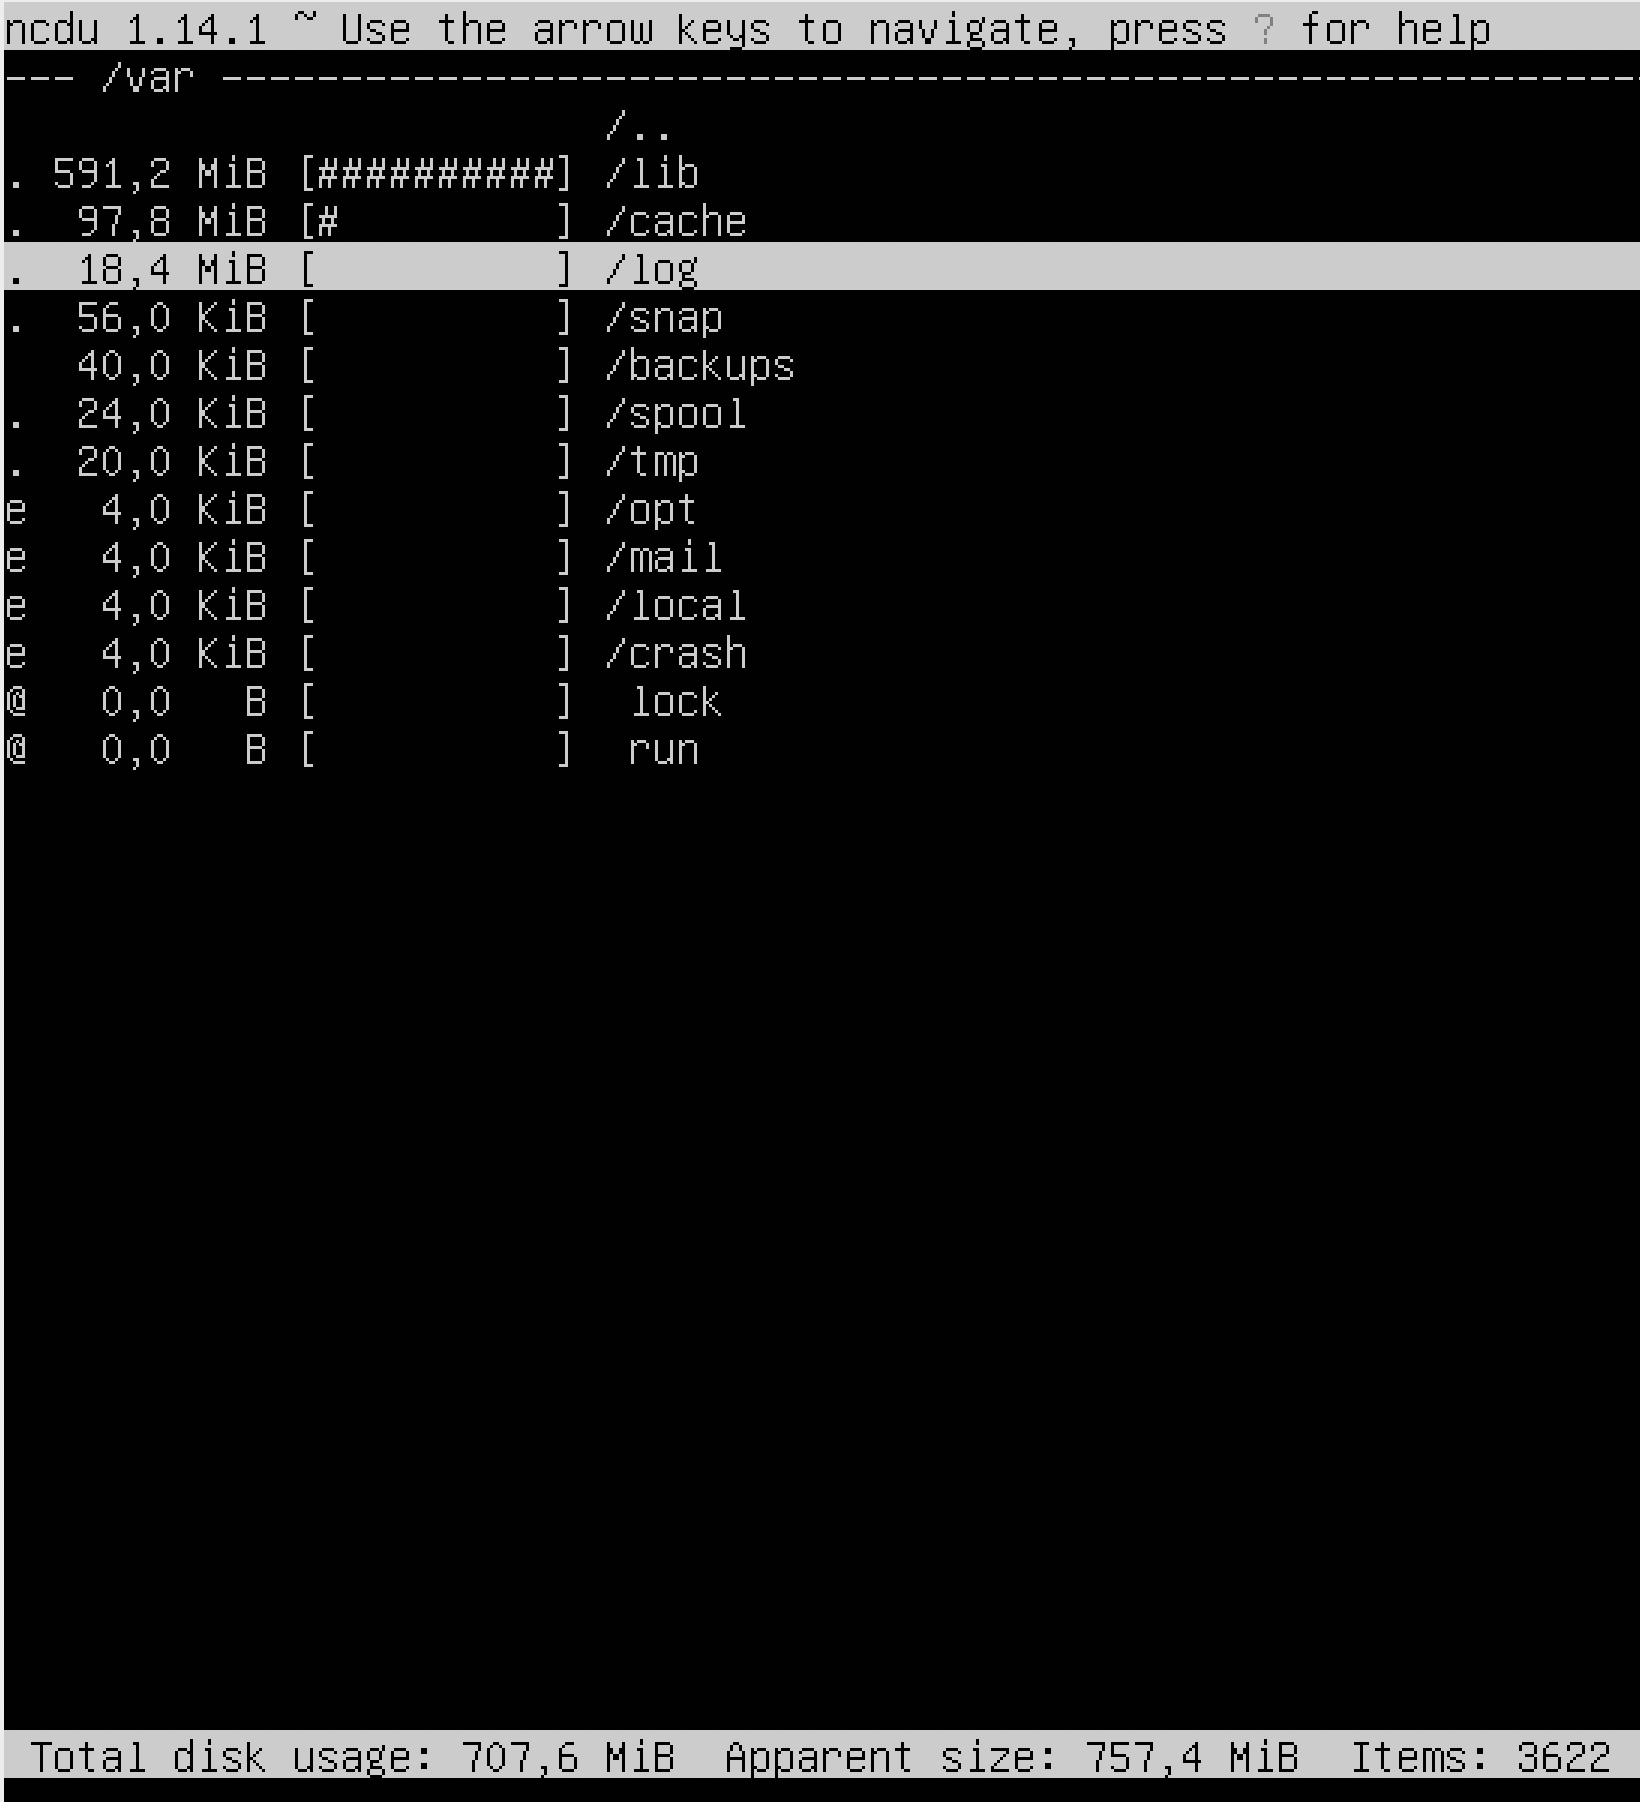 ncdu 1.14.1 ~ Use the arrow keys to navigate, press ? for help
--- /var -----------------------------------------------------------
                         /..
. 591,2 MiB [##########] /lib
.  97,8 MiB [#         ] /cache
.  18,4 MiB [          ] /log
.  56,0 KiB [          ] /snap
   40,0 KiB [          ] /backups
.  24,0 KiB [          ] /spool
.  20,0 KiB [          ] /tmp
e   4,0 KiB [          ] /opt
e   4,0 KiB [          ] /mail
e   4,0 KiB [          ] /local
e   4,0 KiB [          ] /crash
@   0,0   B [          ]  lock
@   0,0   B [          ]  run
 Total disk usage: 707,6 MiB  Apparent size: 757,4 MiB  Items: 3622